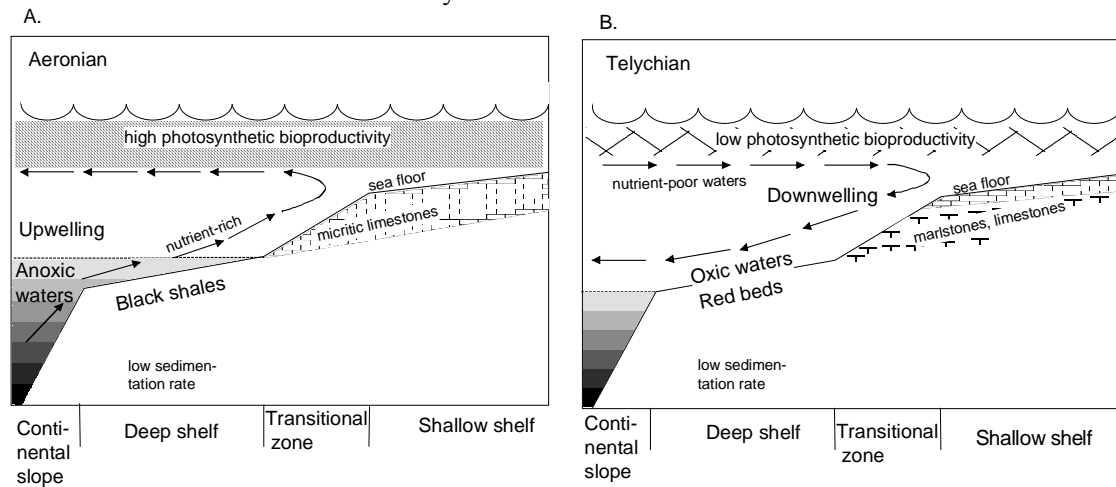 A.
Aeronian
high photosynthetic bioproductivity
sea floor
micritic limestones
nutrient-rich
Upwelling
Anoxic
waters
Black shales
low sedimen-
tation rate
Conti-
nental
slope
Deep shelf
Transitional
zone
Shallow shelf
B.
Telychian
low photosynthetic bioproductivity
nutrient-poor waters
Downwelling
sea floor
marlstones, limestones
Oxic waters
Red beds
low sedimen-
tation rate
Conti-
nental
slope
Deep shelf
Transitional
zone
Shallow shelf